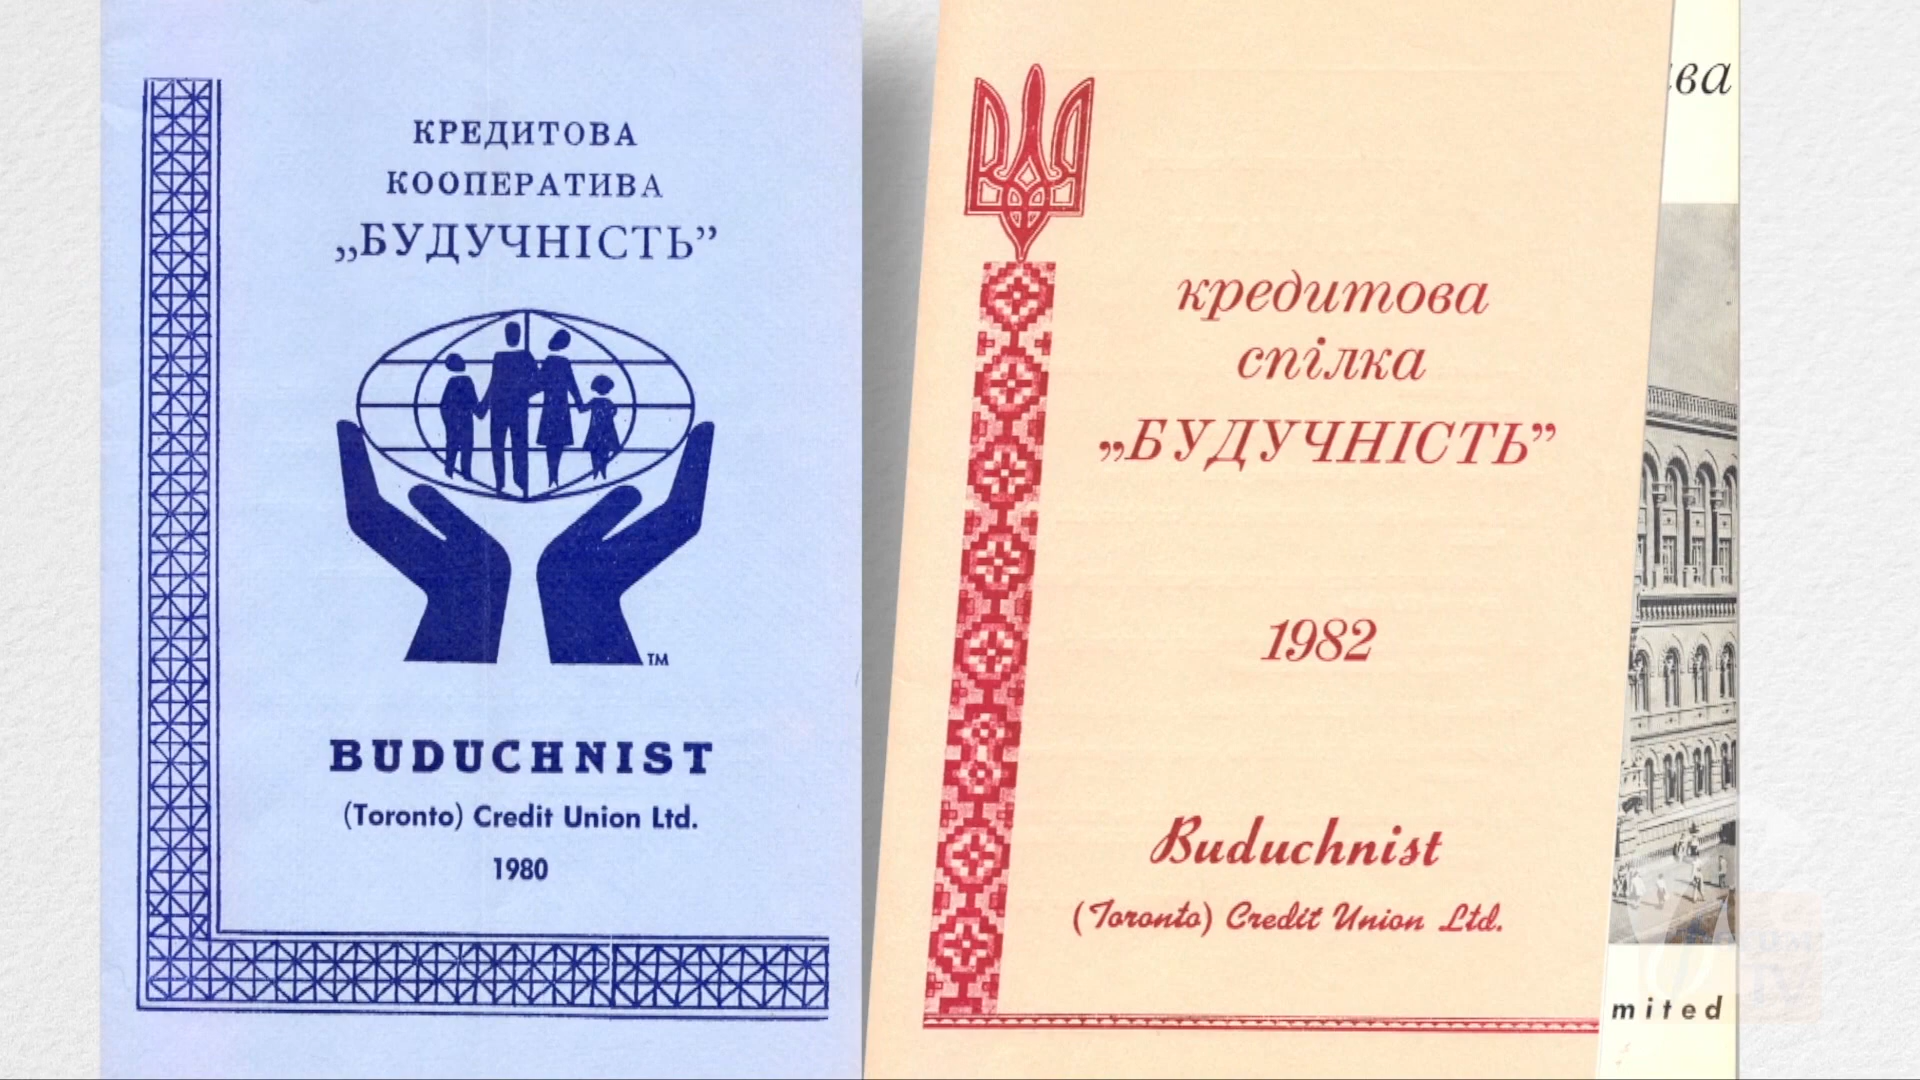 КРЕДИТОВА
КООПЕРАТИВА
„БУДУЧНІСТЬ”
TM
BUDUCHNIST
(Toronto) Credit Union Ltd.
1980
кредитова
спілка
„БУДУЧНІСТЬ”
1982
Buduchnist
(Toronto) Credit Union Ltd.
ва
mited